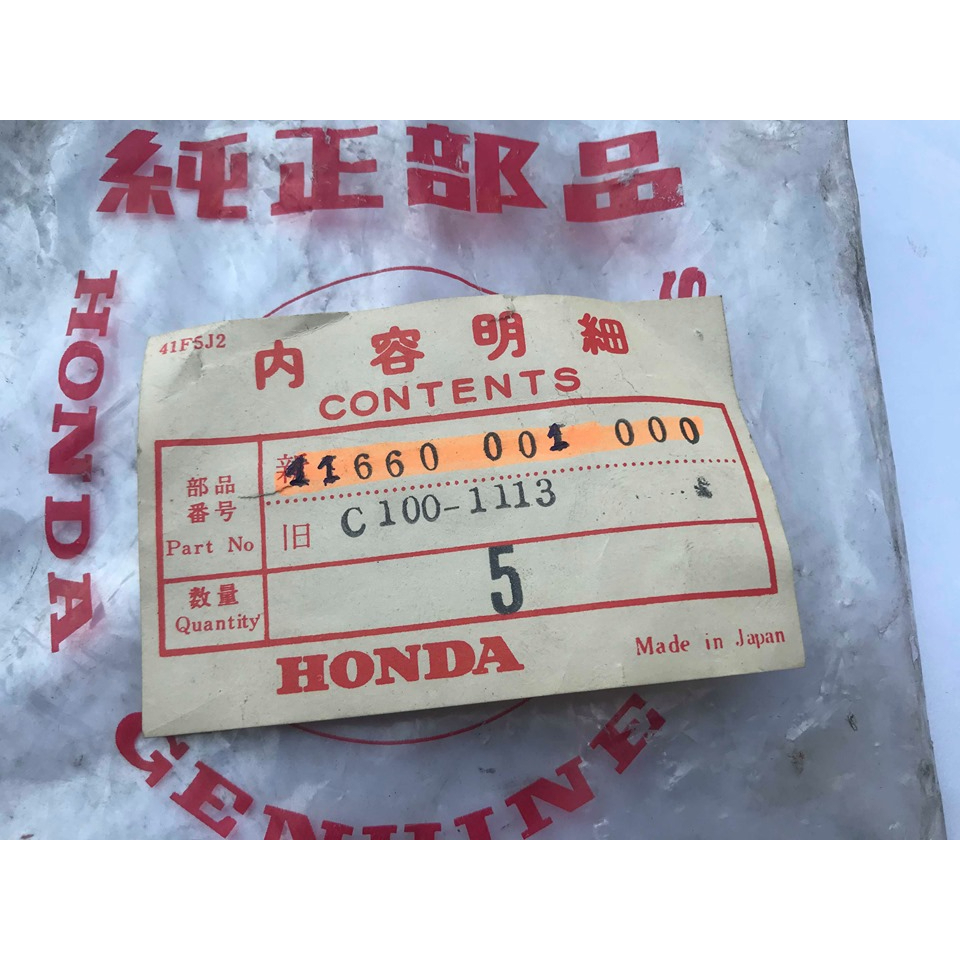 純正部品
HONDA
41F5J2
内容明細
CONTENTS
部品番号
Part No
新 11660 001 000
旧 C100-1113
数量
Quantity
5
HONDA
Made in Japan
GENUINE